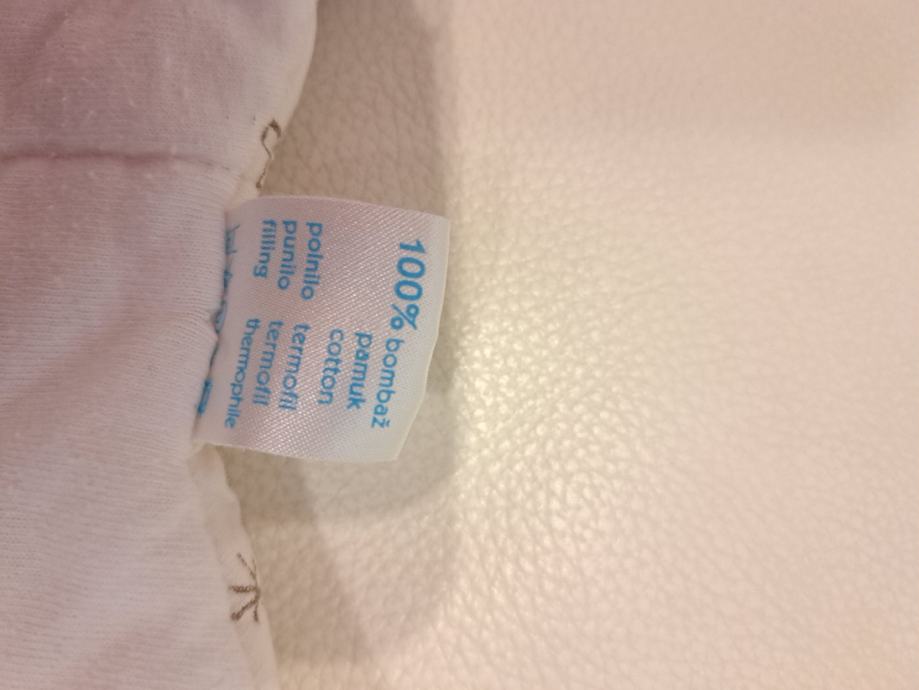 100% bombaž
pamuk
cotton
polnilo termofil
punilo termofil
filling thermophile